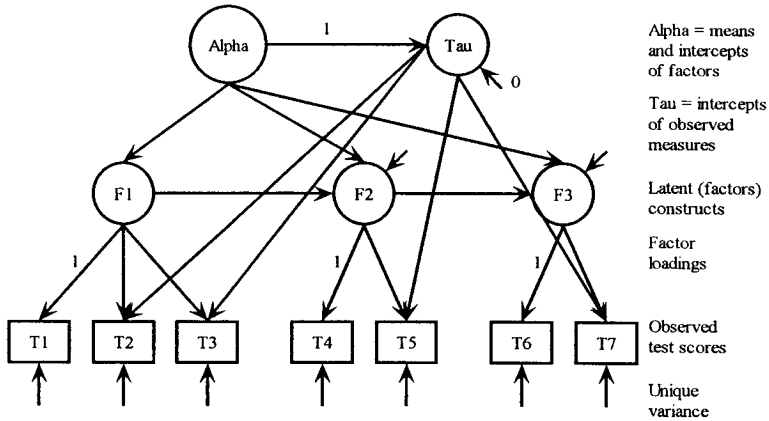 Alpha
1
Tau
0
Alpha = means
and intercepts
of factors
Tau = intercepts
of observed
measures
F1
F2
F3
Latent (factors)
constructs
1
1
1
Factor
loadings
T1
T2
T3
T4
T5
T6
T7
Observed
test scores
Unique
variance